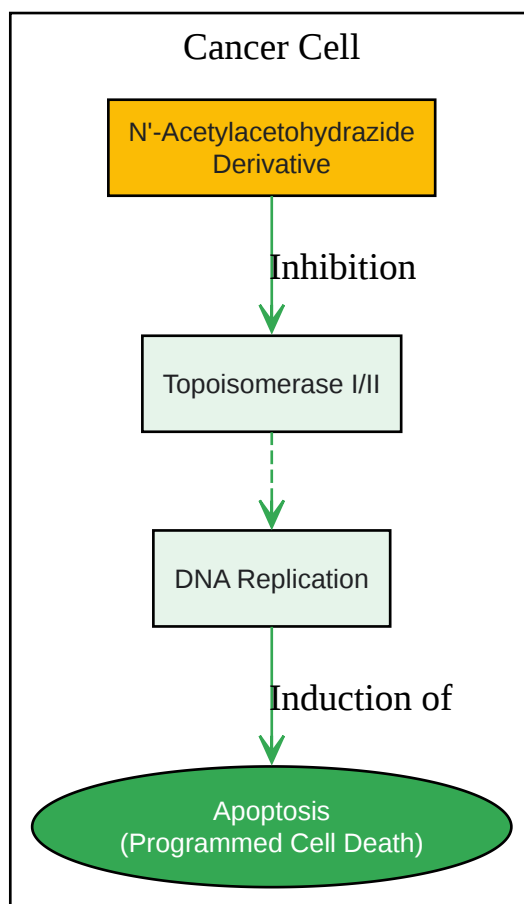 Cancer Cell
N'-Acetylacetohydrazide
Derivative
Inhibition
Topoisomerase I/II
DNA Replication
Induction of
Apoptosis
(Programmed Cell Death)